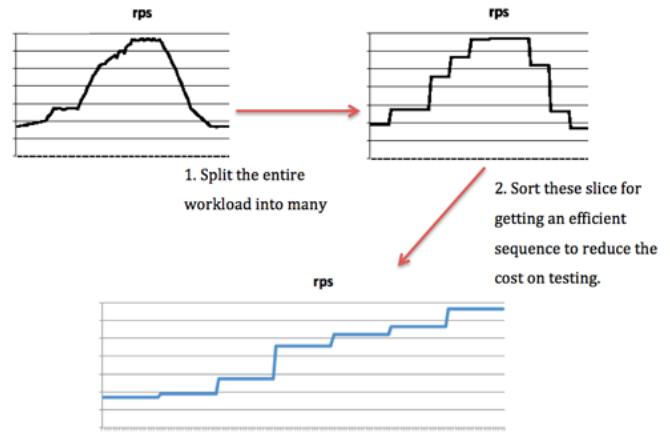 rps
rps
1. Split the entire
workload into many
2. Sort these slice for
getting an efficient
sequence to reduce the
cost on testing.
rps